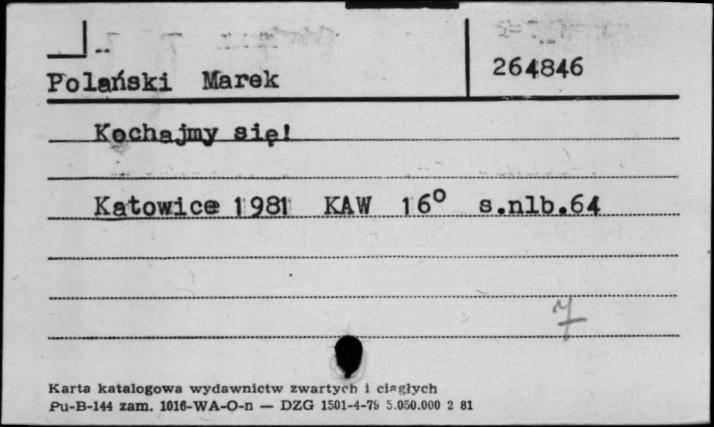 264846
Polański Marek
Kochajmy się!
Katowice 1981 KAW 16° s.nlb.64
7
Karta katalogowa wydawnictw zwartych i ciągłych
Pu-B-144 zam. 1016-WA-O-n — DZG 1501-4-79 5.050.000 2 81